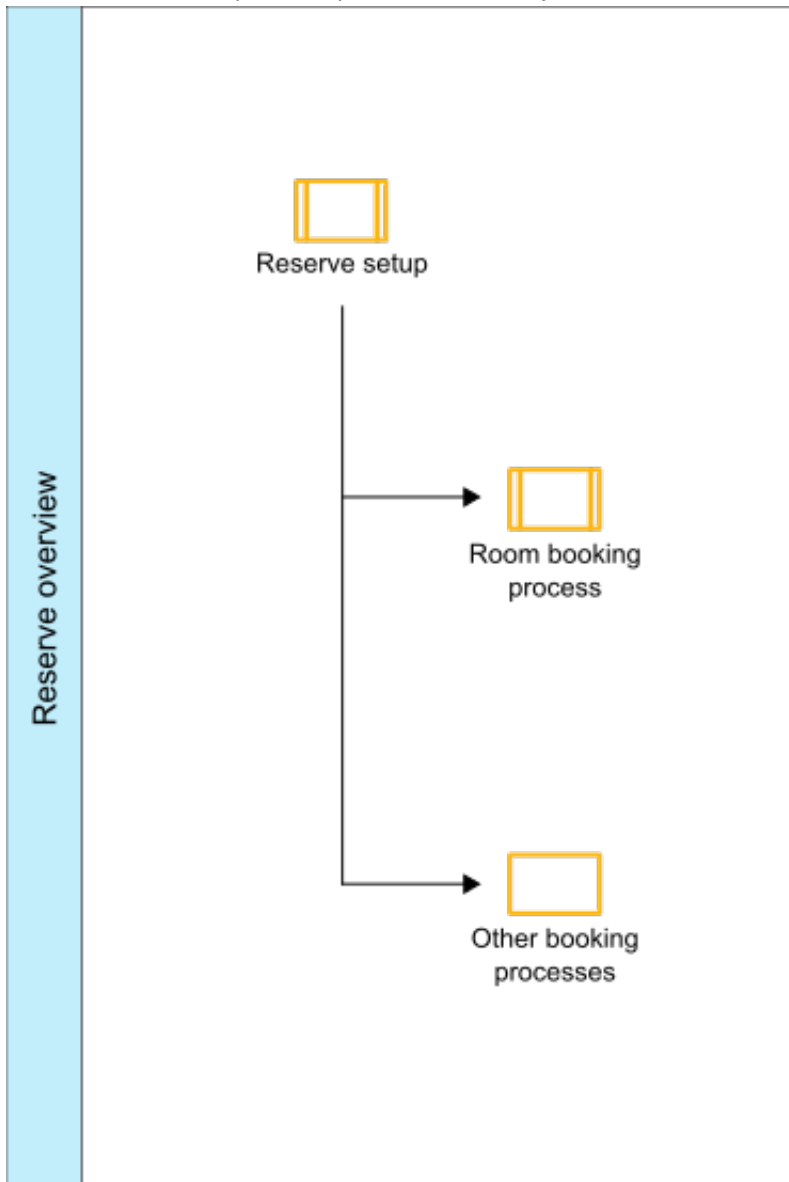 Reserve overview
Reserve setup
Room booking
process
Other booking
processes